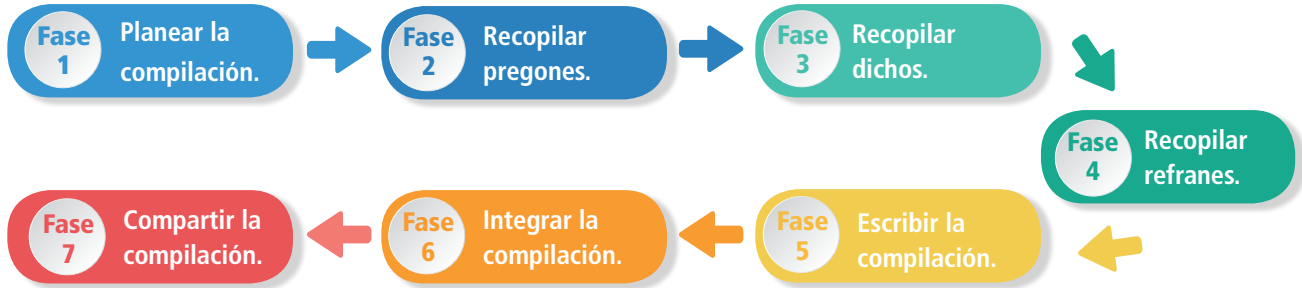 Fase
1
Planear la
compilación.
Fase
2
Recopilar
pregones.
Fase
3
Recopilar
dichos.
Fase
4
Recopilar
refranes.
Fase
5
Escribir la
compilación.
Fase
6
Integrar la
compilación.
Fase
7
Compartir la
compilación.